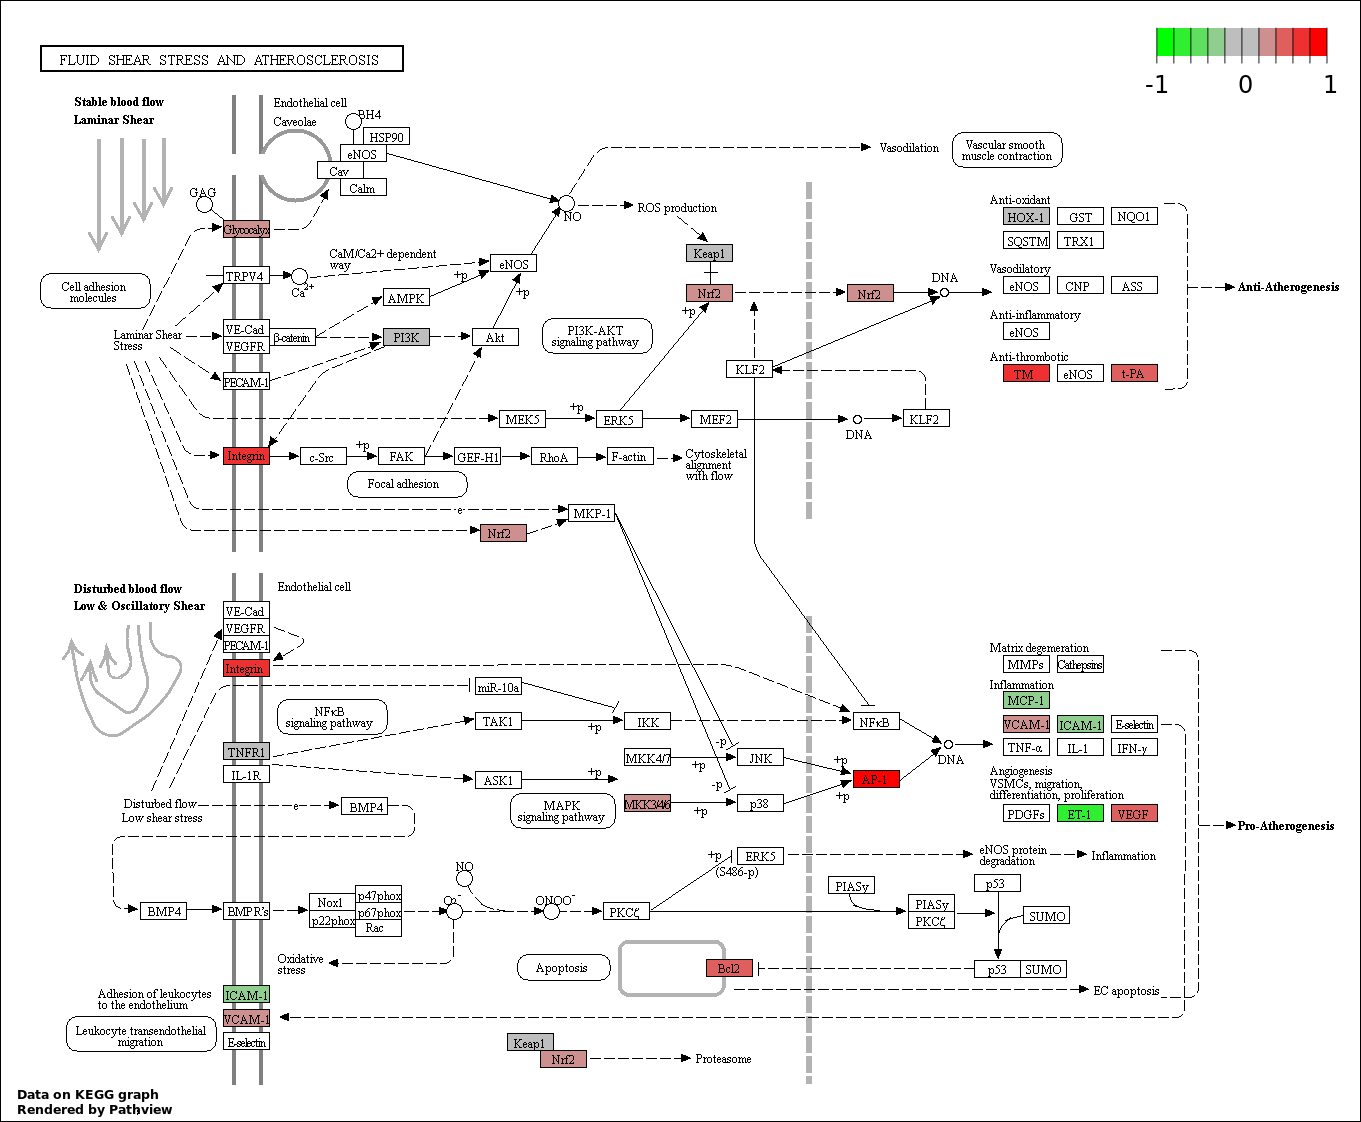 FLUID SHEAR STRESS AND ATHEROSCLEROSIS
-1 0 1
Stable blood flow
Laminar Shear
Endothelial cell
Caveolae
BH4
HSP90
eNOS
Cav
Calm
GAG
Glycocalyx
NO
Vasodilation
Vascular smooth
muscle contraction
ROS production
Keap1
Nrf2
+p
Nrf2
DNA
Anti-oxidant
HOX-1 GST NQO1
SQSTM TRX1
Vasodilatory
eNOS CNP ASS
Anti-inflammatory
eNOS
Anti-thrombotic
TM eNOS t-PA
Anti-Atherogenesis
Cell adhesion
molecules
TRPV4
Ca2+
CaM/Ca2+ dependent
way
eNOS
+p
+p
AMPK
Laminar Shear
Stress
VE-Cad
VEGFR
β-catenin
PI3K
Akt
PI3K-AKT
signaling pathway
PECAM-1
KLF2
MEK5
+p
ERK5
MEF2
DNA
KLF2
Integrin
c-Src
+p
FAK
GEF-H1
RhoA
F-actin
Cytoskeletal
alignment
with flow
Focal adhesion
e
MKP-1
Nrf2
Disturbed blood flow
Low & Oscillatory Shear
Endothelial cell
VE-Cad
VEGFR
PECAM-1
Integrin
miR-10a
NFκB
signaling pathway
TAK1
+p
IKK
NFκB
TNFR1
IL-1R
MKK4/7
+p
-p
JNK
+p
DNA
ASK1
+p
MAPK
signaling pathway
MKK3/4/6
+p
-p
p38
+p
AP-1
Matrix degeneration
MMPs Cathepsins
Inflammation
MCP-1
VCAM-1 ICAM-1 E-selectin
TNF-α IL-1 IFN-γ
Angiogenesis
VSMCs, migration,
differentiation, proliferation
PDGFs ET-1 VEGF
Pro-Atherogenesis
Disturbed flow
Low shear stress
e
BMP4
+p
(S486-p)
ERK5
eNOS protein
degradation
Inflammation
BMP4
BMPR's
Nox1
p22phox
p47phox
p67phox
Rac
O2-
NO
ONOO-
PKCζ
PIASy
PIASy
PKCζ
p53
SUMO
p53 SUMO
Oxidative
stress
Apoptosis
Bcl2
EC apoptosis
Adhesion of leukocytes
to the endothelium
ICAM-1
VCAM-1
E-selectin
Leukocyte transendothelial
migration
Keap1
Nrf2
Proteasome
Data on KEGG graph
Rendered by Pathview